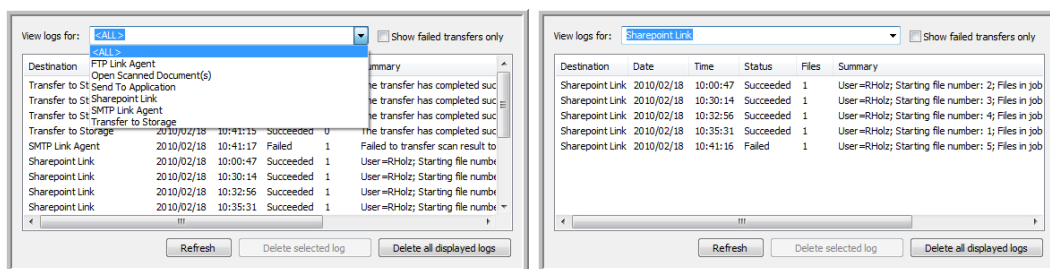 View logs for: <ALL> Show failed transfers only
<ALL>
FTP Link Agent
Open Scanned Document(s)
Send To Application
Sharepoint Link
SMTP Link Agent
Transfer to Storage
Destination ummary
Transfer to St he transfer has completed suc
Transfer to St he transfer has completed suc
Transfer to St he transfer has completed suc
Transfer to Storage 2010/02/18 10:41:15 Succeeded 0 The transfer has completed suc
SMTP Link Agent 2010/02/18 10:41:17 Failed 1 Failed to transfer scan result to
Sharepoint Link 2010/02/18 10:00:47 Succeeded 1 User=RHolz; Starting file numbe
Sharepoint Link 2010/02/18 10:30:14 Succeeded 1 User=RHolz; Starting file numbe
Sharepoint Link 2010/02/18 10:32:56 Succeeded 1 User=RHolz; Starting file numbe
Sharepoint Link 2010/02/18 10:35:31 Succeeded 1 User=RHolz; Starting file numbe
Refresh Delete selected log Delete all displayed logs
View logs for: Sharepoint Link Show failed transfers only
Destination Date Time Status Files Summary
Sharepoint Link 2010/02/18 10:00:47 Succeeded 1 User=RHolz; Starting file number: 2; Files in job
Sharepoint Link 2010/02/18 10:30:14 Succeeded 1 User=RHolz; Starting file number: 3; Files in job
Sharepoint Link 2010/02/18 10:32:56 Succeeded 1 User=RHolz; Starting file number: 4; Files in job
Sharepoint Link 2010/02/18 10:35:31 Succeeded 1 User=RHolz; Starting file number: 1; Files in job
Sharepoint Link 2010/02/18 10:41:16 Failed 1 User=RHolz; Starting file number: 5; Files in job
Refresh Delete selected log Delete all displayed logs